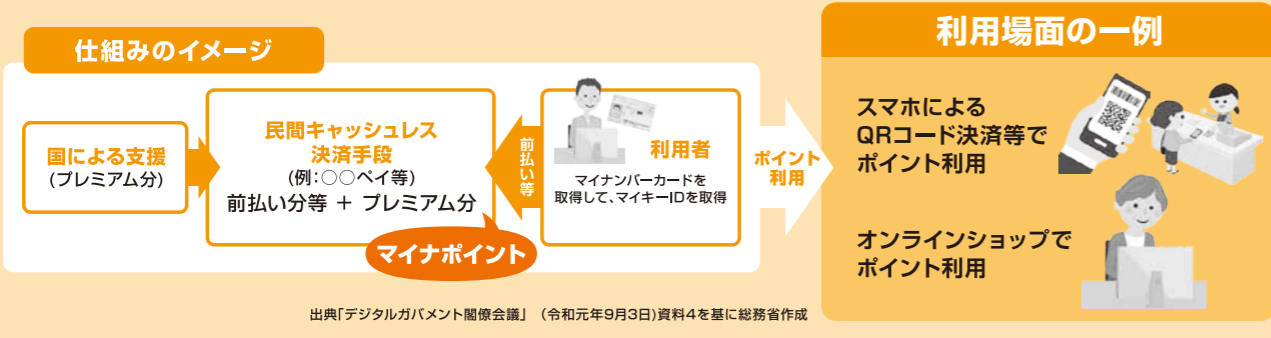 仕組みのイメージ
国による支援
(プレミアム分)
民間キャッシュレス
決済手段
(例：○○ペイ等)
前払い分等 ＋ プレミアム分
マイナポイント
前払い等
利用者
マイナンバーカードを
取得して、マイキーIDを取得
ポイント
利用
利用場面の一例
スマホによる
QRコード決済等で
ポイント利用
オンラインショップで
ポイント利用
出典「デジタルガバメント閣僚会議」（令和元年9月3日)資料4を基に総務省作成